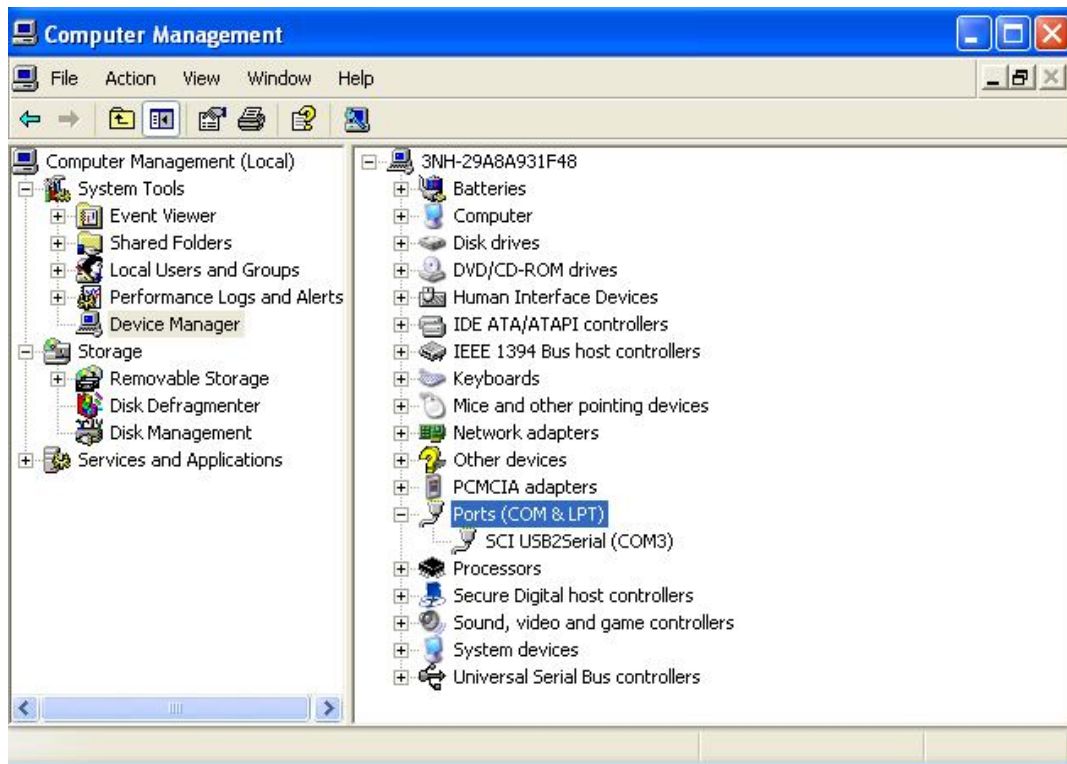 Computer Management
File Action View Window Help
Computer Management (Local)
System Tools
Event Viewer
Shared Folders
Local Users and Groups
Performance Logs and Alerts
Device Manager
Storage
Removable Storage
Disk Defragmenter
Disk Management
Services and Applications
3NH-29A8A931F48
Batteries
Computer
Disk drives
DVD/CD-ROM drives
Human Interface Devices
IDE ATA/ATAPI controllers
IEEE 1394 Bus host controllers
Keyboards
Mice and other pointing devices
Network adapters
Other devices
PCMCIA adapters
Ports (COM & LPT)
SCI USB2Serial (COM3)
Processors
Secure Digital host controllers
Sound, video and game controllers
System devices
Universal Serial Bus controllers